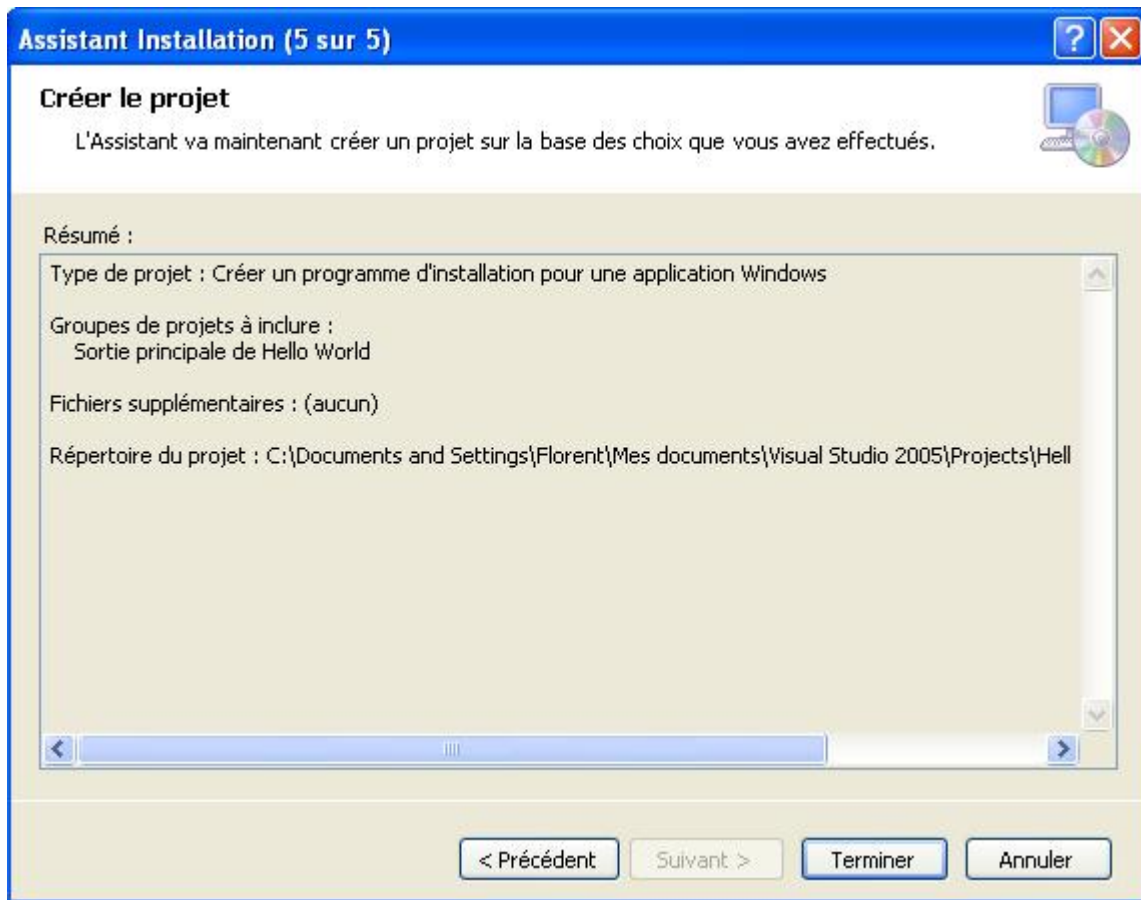 Assistant Installation (5 sur 5)
Créer le projet
L'Assistant va maintenant créer un projet sur la base des choix que vous avez effectués.
Résumé :
Type de projet : Créer un programme d'installation pour une application Windows
Groupes de projets à inclure :
Sortie principale de Hello World
Fichiers supplémentaires : (aucun)
Répertoire du projet : C:\Documents and Settings\Florent\Mes documents\Visual Studio 2005\Projects\Hell
< Précédent Suivant > Terminer Annuler